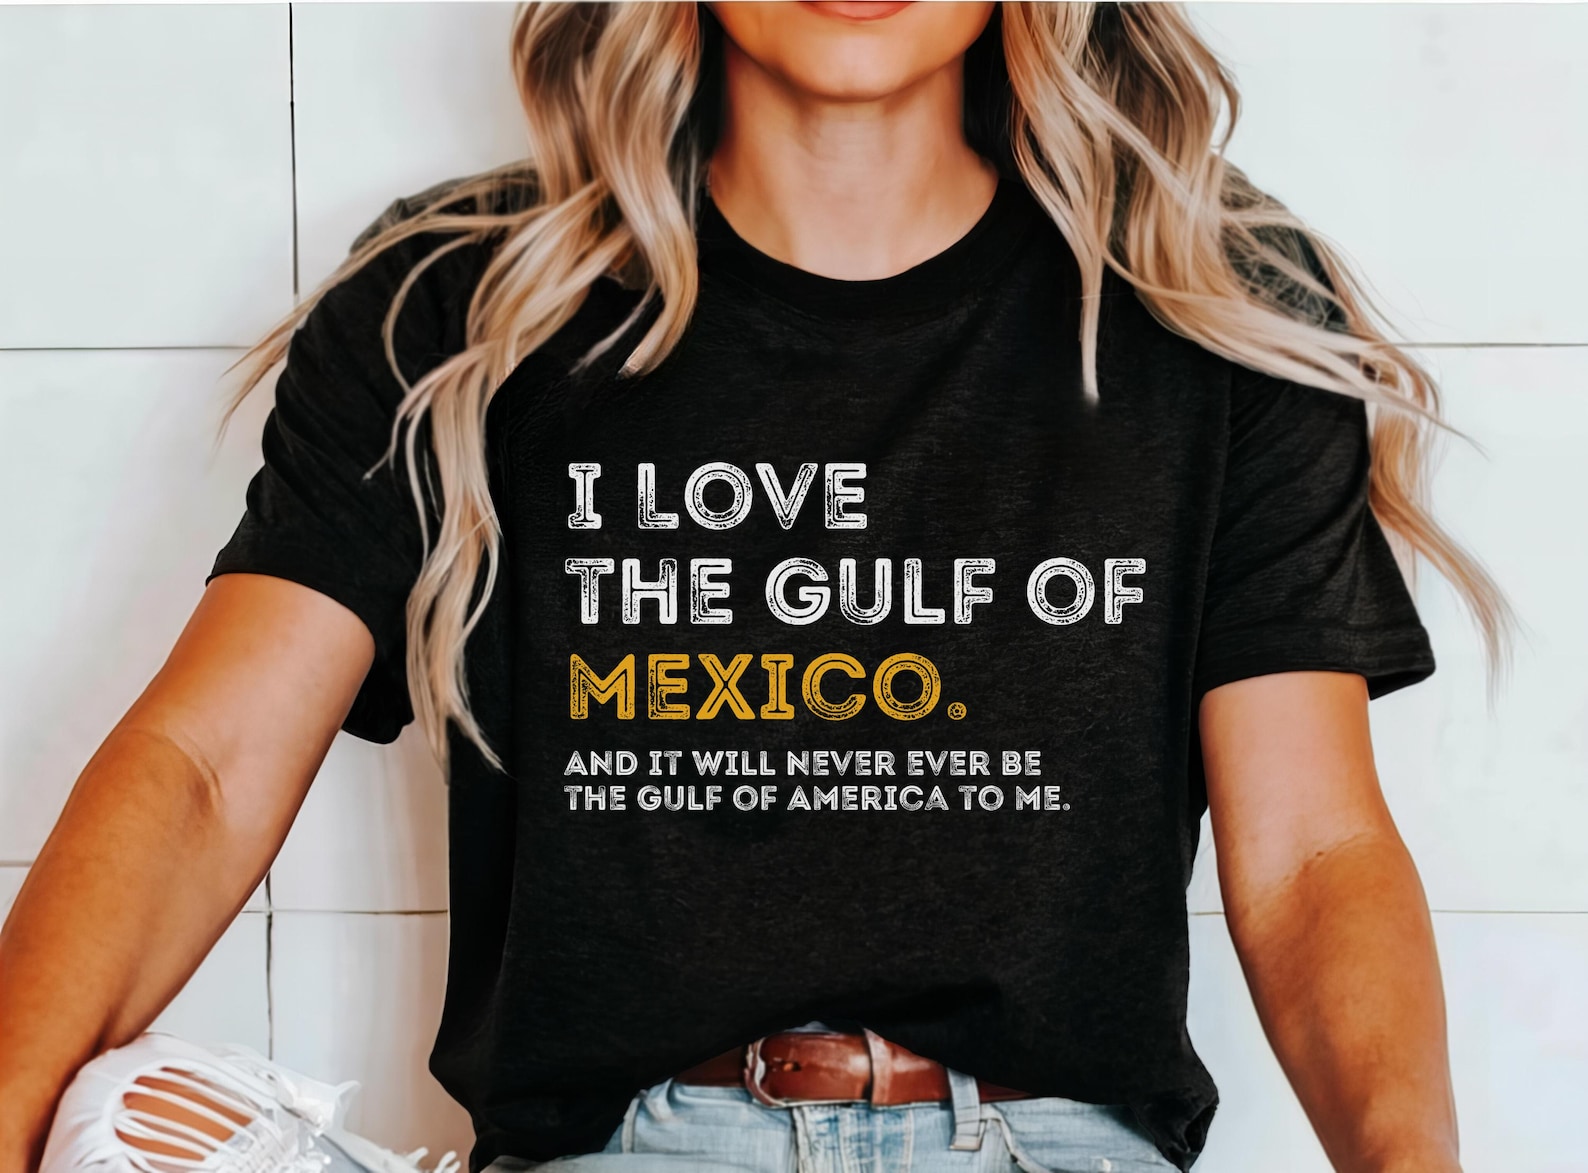 I LOVE
THE GULF OF
MEXICO.
AND IT WILL NEVER EVER BE
THE GULF OF AMERICA TO ME.